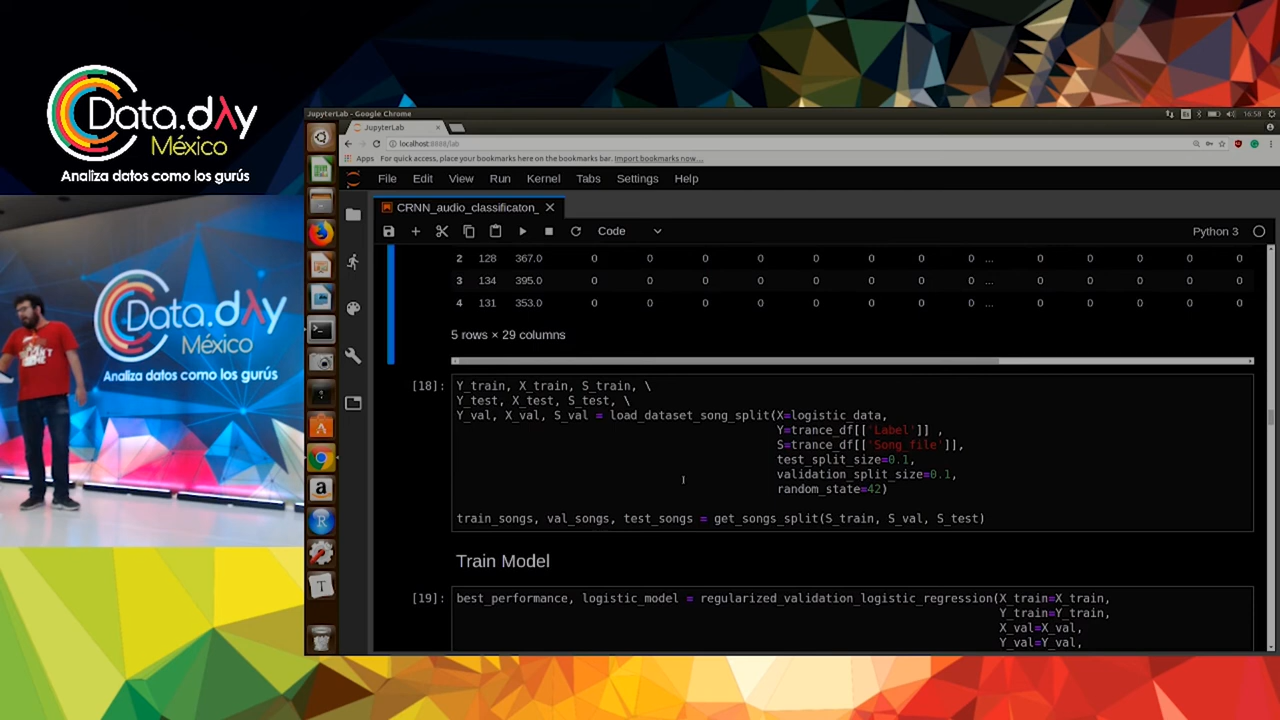 Data.dAy
México
Analiza datos como los gurús
Data.dAy
México
Analiza datos como los gurús
JupyterLab - Google Chrome
16:58
JupyterLab
localhost:8888/lab
Apps For quick access, place your bookmarks here on the bookmarks bar. Import bookmarks now...
File Edit View Run Kernel Tabs Settings Help
CRNN_audio_classificaton_
Code
Python 3
2 128 367.0 0 0 0 0 0 0 0 0 ... 0 0 0 0 0
3 134 395.0 0 0 0 0 0 0 0 0 ... 0 0 0 0 0
4 131 353.0 0 0 0 0 0 0 0 0 ... 0 0 0 0 0
5 rows × 29 columns
[18]: Y_train, X_train, S_train, \
Y_test, X_test, S_test, \
Y_val, X_val, S_val = load_dataset_song_split(X=logistic_data,
Y=trance_df[['Label']] ,
S=trance_df[['Song_file']],
test_split_size=0.1,
validation_split_size=0.1,
random_state=42)
train_songs, val_songs, test_songs = get_songs_split(S_train, S_val, S_test)
Train Model
[19]: best_performance, logistic_model = regularized_validation_logistic_regression(X_train=X_train,
Y_train=Y_train,
X_val=X_val,
Y_val=Y_val,